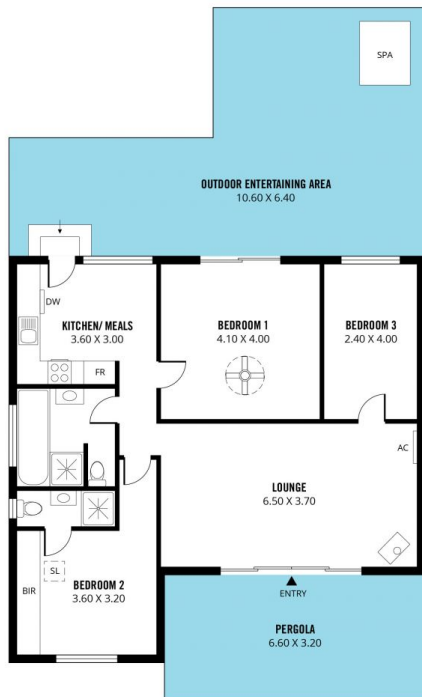 SPA
OUTDOOR ENTERTAINING AREA
10.60 X 6.40
DW
KITCHEN/ MEALS
3.60 X 3.00
FR
BEDROOM 1
4.10 X 4.00
BEDROOM 3
2.40 X 4.00
AC
LOUNGE
6.50 X 3.70
SL
BIR
BEDROOM 2
3.60 X 3.20
ENTRY
PERGOLA
6.60 X 3.20